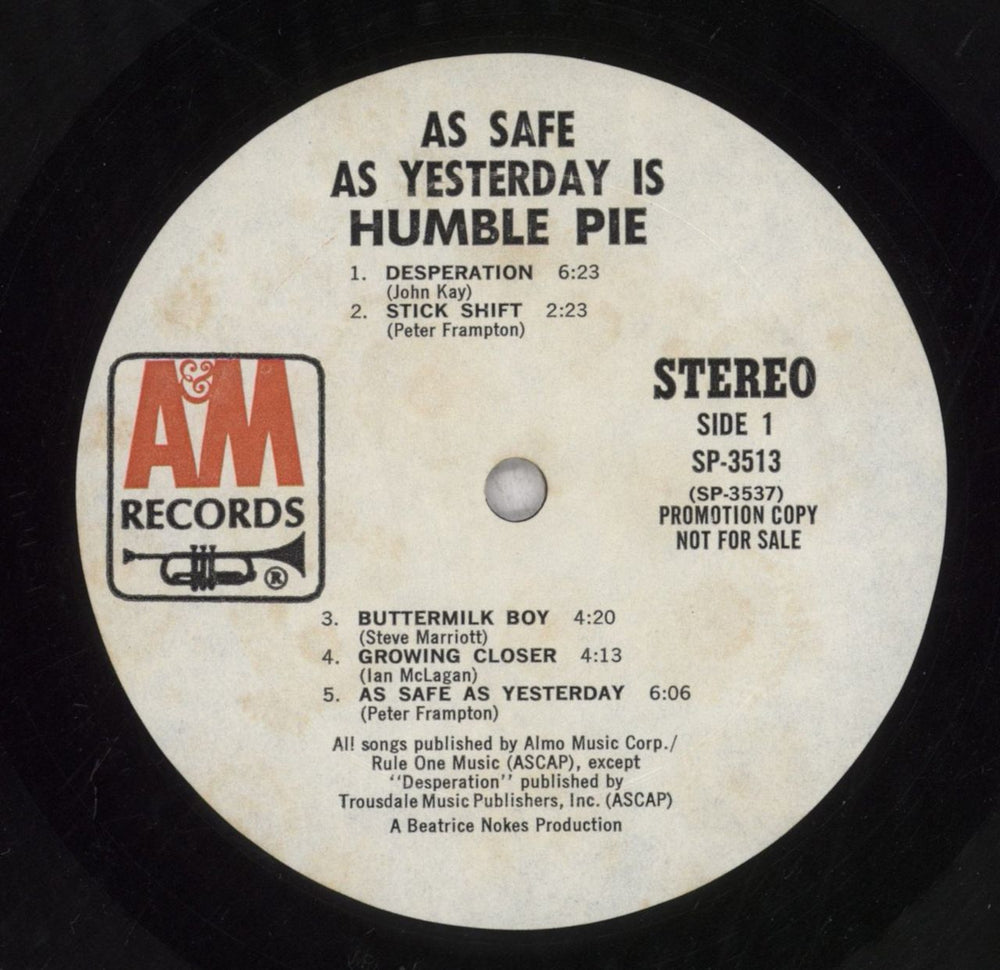 AS SAFE
AS YESTERDAY IS
HUMBLE PIE
1. DESPERATION 6:23
(John Kay)
2. STICK SHIFT 2:23
(Peter Frampton)
A&M
RECORDS
®
STEREO
SIDE 1
SP-3513
(SP-3537)
PROMOTION COPY
NOT FOR SALE
3. BUTTERMILK BOY 4:20
(Steve Marriott)
4. GROWING CLOSER 4:13
(Ian McLagan)
5. AS SAFE AS YESTERDAY 6:06
(Peter Frampton)
All songs published by Almo Music Corp./
Rule One Music (ASCAP), except
"Desperation" published by
Trousdale Music Publishers, Inc. (ASCAP)
A Beatrice Nokes Production